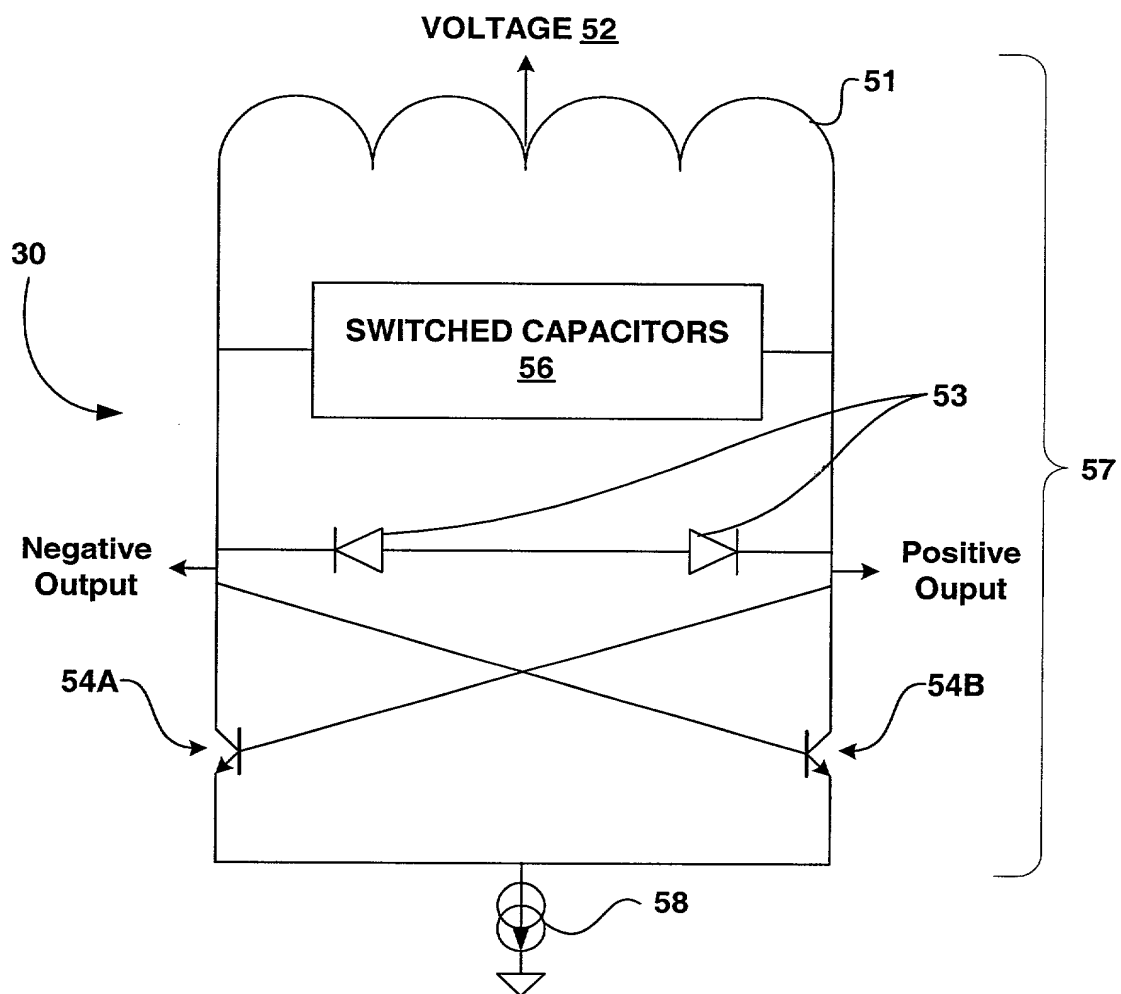 VOLTAGE 52
51
30
SWITCHED CAPACITORS
56
53
57
Negative
Output
Positive
Ouput
54A
54B
58